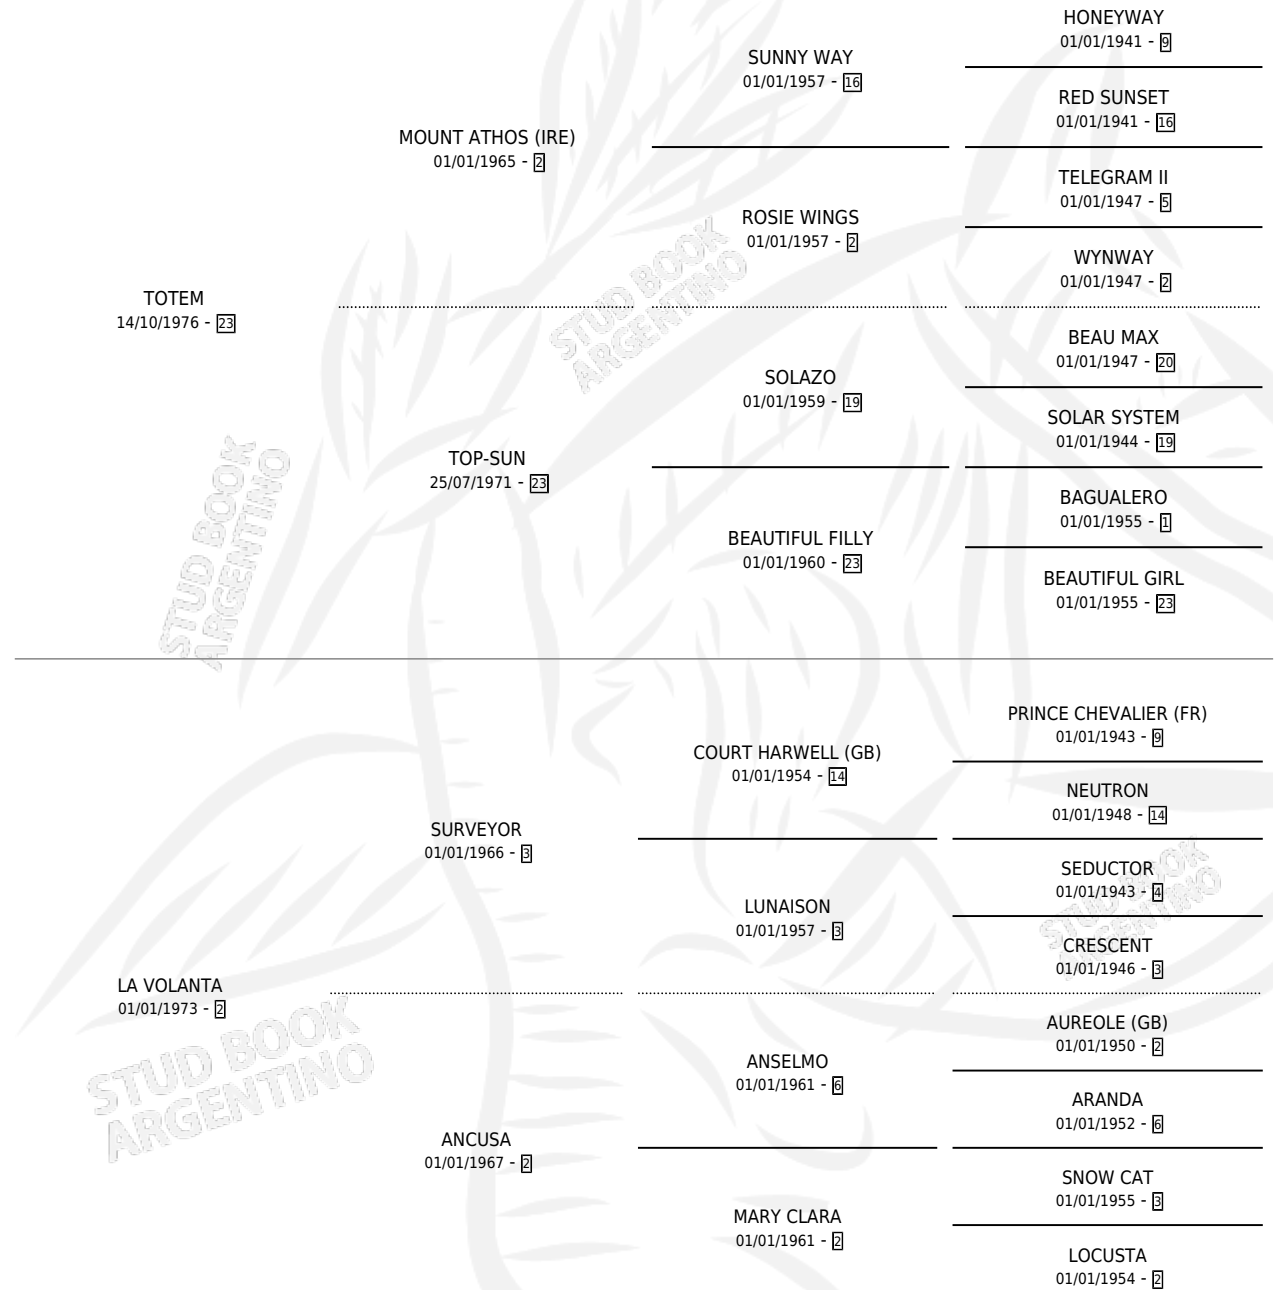 HONEYWAY
01/01/1941 - 9
SUNNY WAY
01/01/1957 - 16
RED SUNSET
01/01/1941 - 16
MOUNT ATHOS (IRE)
01/01/1965 - 2
TELEGRAM II
01/01/1947 - 5
ROSIE WINGS
01/01/1957 - 2
WYNWAY
01/01/1947 - 2
STUD BOOK
ARGENTINO
TOTEM
14/10/1976 - 23
BEAU MAX
01/01/1947 - 20
SOLAZO
01/01/1959 - 19
SOLAR SYSTEM
01/01/1944 - 19
TOP-SUN
25/07/1971 - 23
BAGUALERO
01/01/1955 - 1
BEAUTIFUL FILLY
01/01/1960 - 23
BEAUTIFUL GIRL
01/01/1955 - 23
STUD BOOK
ARGENTINO
PRINCE CHEVALIER (FR)
01/01/1943 - 9
COURT HARWELL (GB)
01/01/1954 - 14
NEUTRON
01/01/1948 - 14
SURVEYOR
01/01/1966 - 3
SEDUCTOR
01/01/1943 - 4
LUNAISON
01/01/1957 - 3
CRESCENT
01/01/1946 - 3
STUD BOOK
ARGENTINO
LA VOLANTA
01/01/1973 - 2
AUREOLE (GB)
01/01/1950 - 2
ANSELMO
01/01/1961 - 6
ARANDA
01/01/1952 - 6
STUD BOOK
ARGENTINO
ANCUSA
01/01/1967 - 2
SNOW CAT
01/01/1955 - 3
MARY CLARA
01/01/1961 - 2
LOCUSTA
01/01/1954 - 2